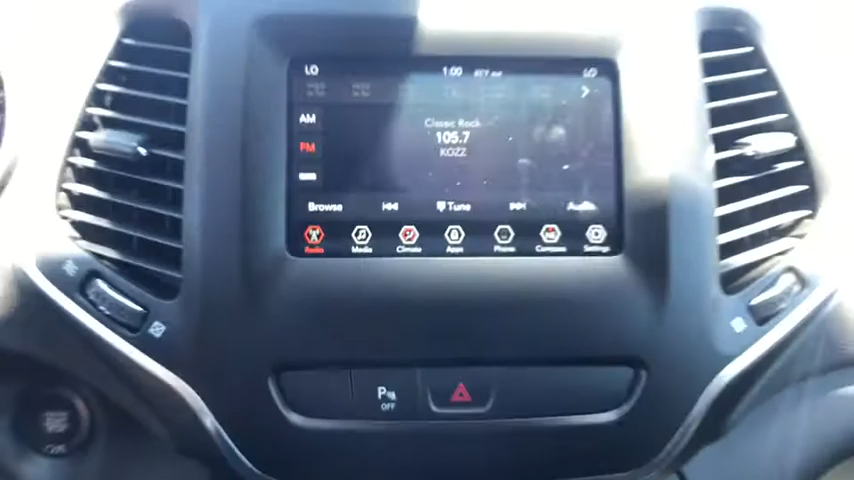 LO 1:00 LO
AM
Classic Rock
FM
105.7
KOZZ
Browse Tune Audio
Radio Media Climate Apps Phone Compass Settings
P OFF